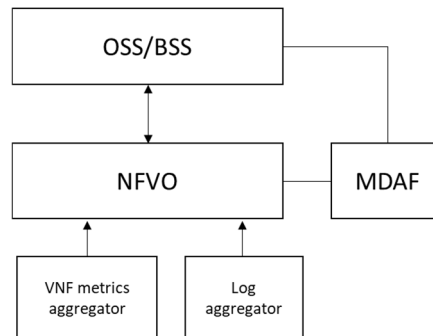 OSS/BSS
NFVO
MDAF
VNF metrics
aggregator
Log
aggregator